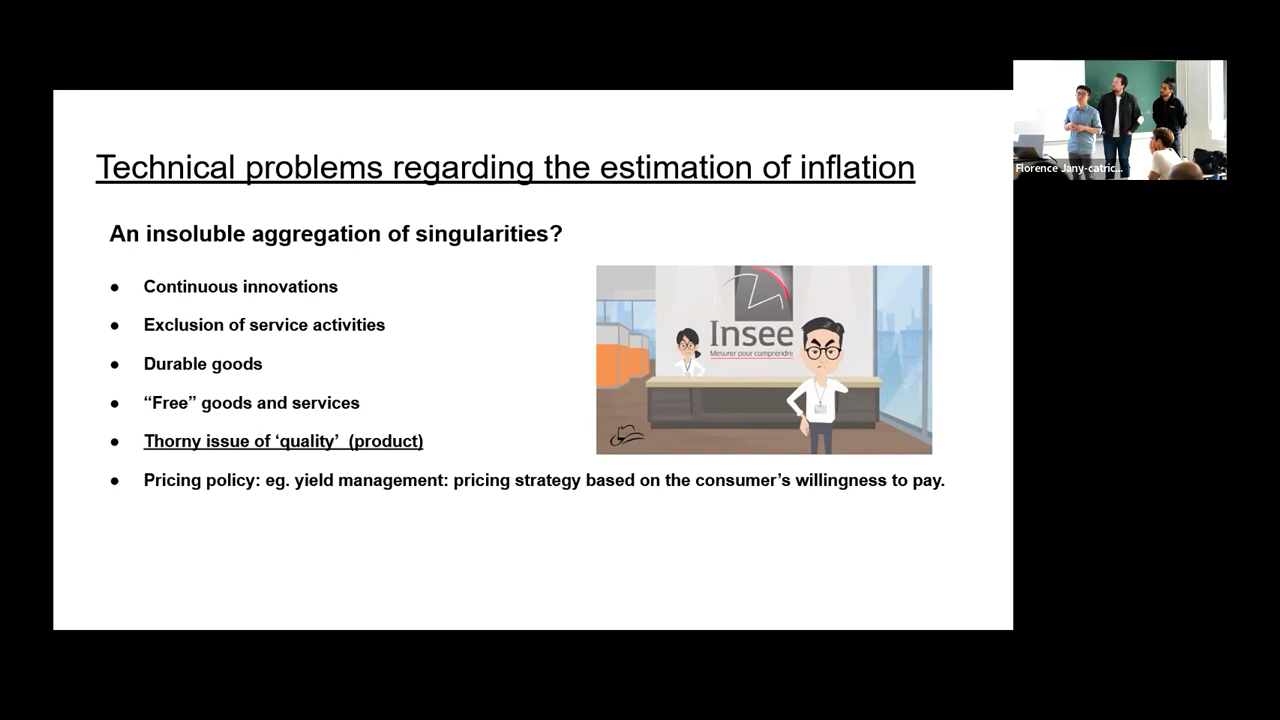 Technical problems regarding the estimation of inflation
An insoluble aggregation of singularities?
● Continuous innovations
● Exclusion of service activities
● Durable goods
● “Free” goods and services
● Thorny issue of ‘quality’ (product)
● Pricing policy: eg. yield management: pricing strategy based on the consumer’s willingness to pay.
Insee
Mesurer pour comprendre
Florence Jany-catric...